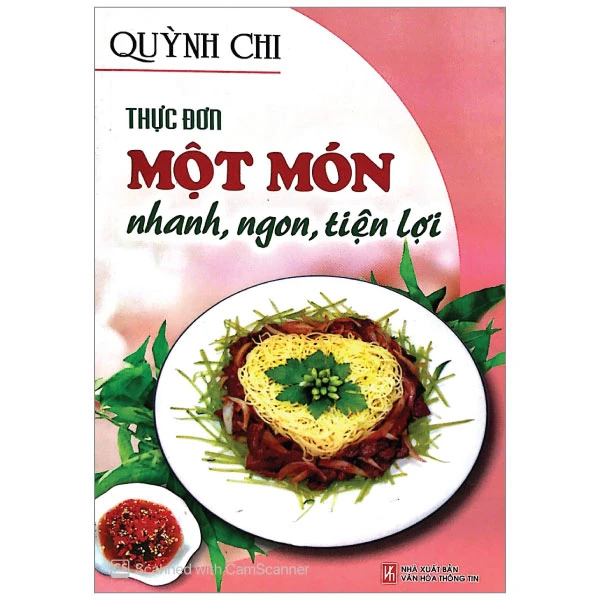 QUỲNH CHI
THỰC ĐƠN
MỘT MÓN
nhanh, ngon, tiện lợi
CS Scanned with CamScanner
NHÀ XUẤT BẢN
VĂN HÓA THÔNG TIN